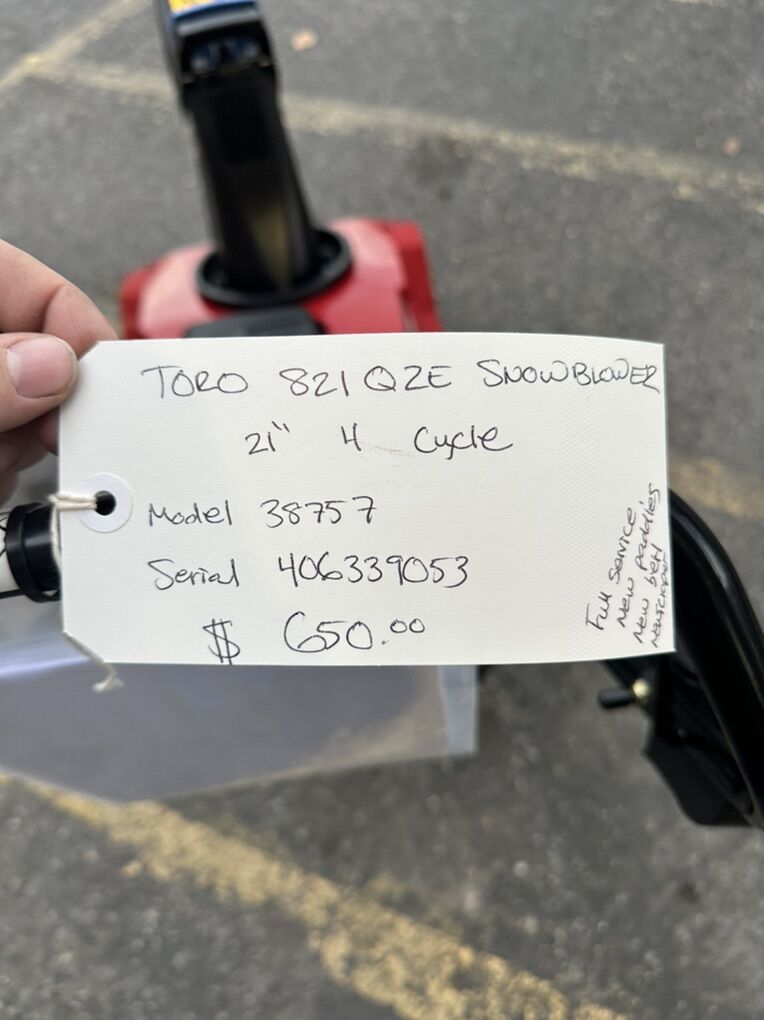 TORO 821 QZE SNOWBLOWER
21" 4 Cycle
Model 38757
Serial 406339053
$ 650.00
Full Service
New Paddles
New belt